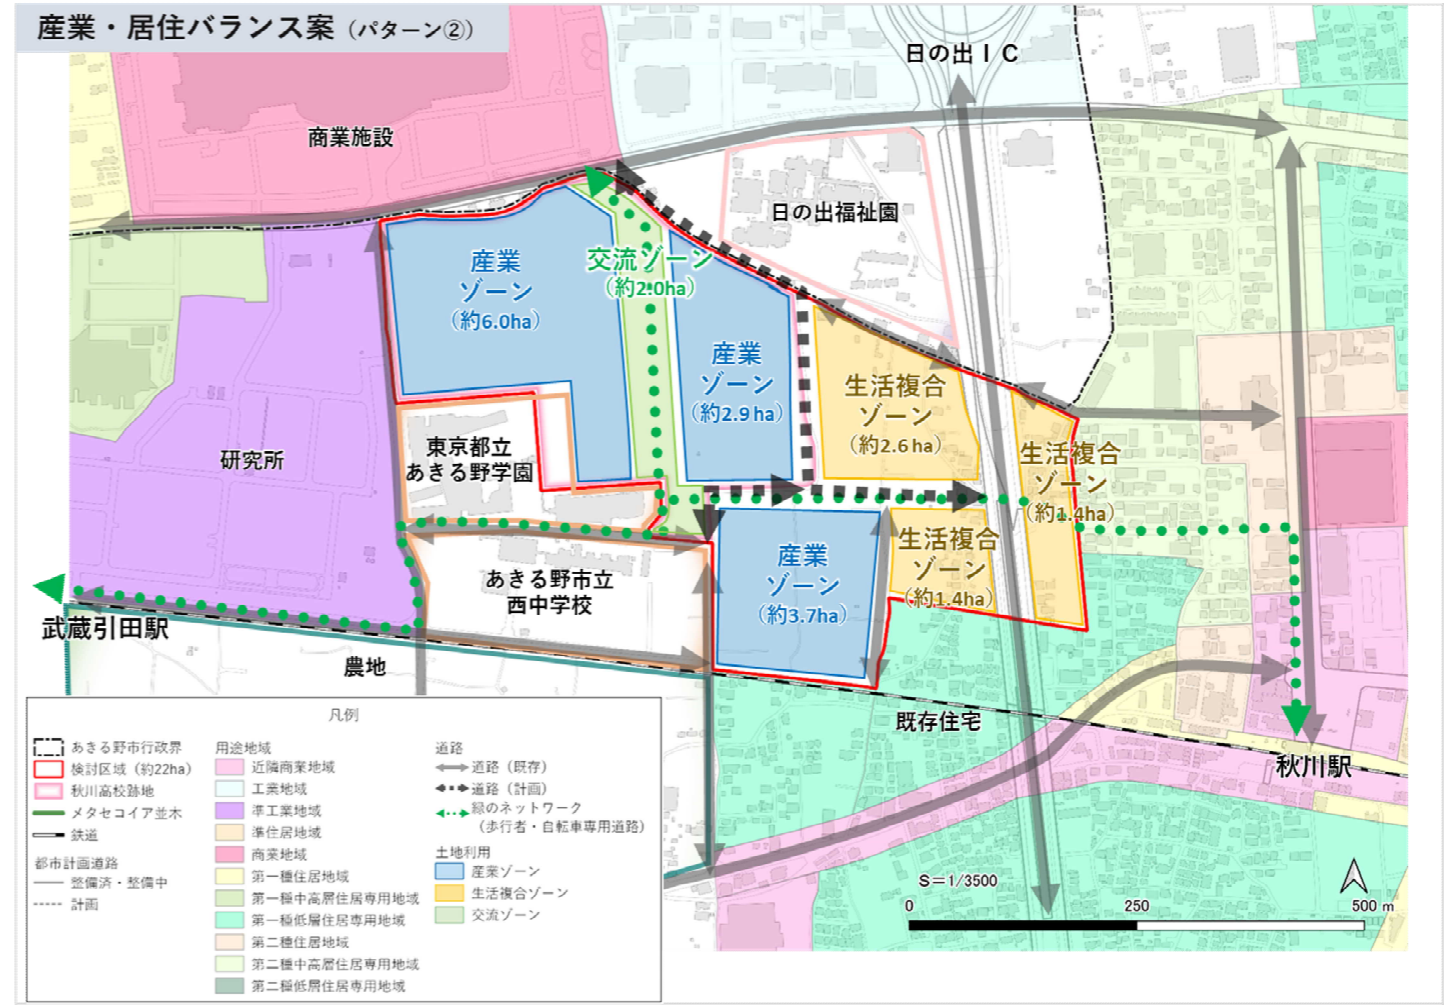 産業・居住バランス案（パターン②）
日の出ＩＣ
商業施設
日の出福祉園
交流ゾーン
（約2.0ha）
産業
ゾーン
（約6.0ha）
産業
ゾーン
（約2.9ha）
生活複合
ゾーン
（約2.6ha）
生活複合
ゾーン
（約1.4ha）
東京都立
あきる野学園
研究所
産業
ゾーン
（約3.7ha）
生活複合
ゾーン
（約1.4ha）
あきる野市立
西中学校
武蔵引田駅
農地
既存住宅
秋川駅
凡例
あきる野市行政界
検討区域（約22ha）
秋川高校跡地
メタセコイア並木
鉄道
都市計画道路
整備済・整備中
計画
用途地域
近隣商業地域
工業地域
準工業地域
準住居地域
商業地域
第一種住居地域
第一種中高層住居専用地域
第一種低層住居専用地域
第二種住居地域
第二種中高層住居専用地域
第二種低層住居専用地域
道路
道路（既存）
道路（計画）
緑のネットワーク
（歩行者・自転車専用道路）
土地利用
産業ゾーン
生活複合ゾーン
交流ゾーン
S＝1/3500
0 250 500 m